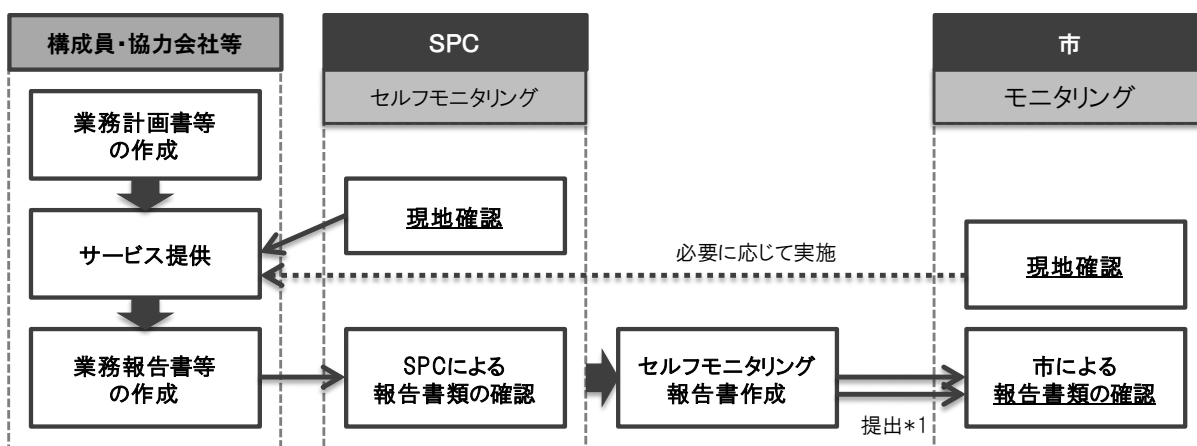 構成員・協力会社等
SPC
セルフモニタリング
市
モニタリング
業務計画書等
の作成
サービス提供
現地確認
必要に応じて実施
現地確認
業務報告書等
の作成
SPCによる
報告書類の確認
セルフモニタリング
報告書作成
提出*1
市による
報告書類の確認